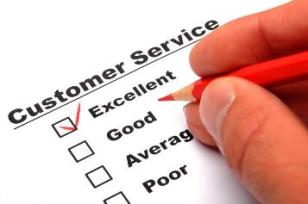 Customer Service
Excellent
Good
Averag
Poor